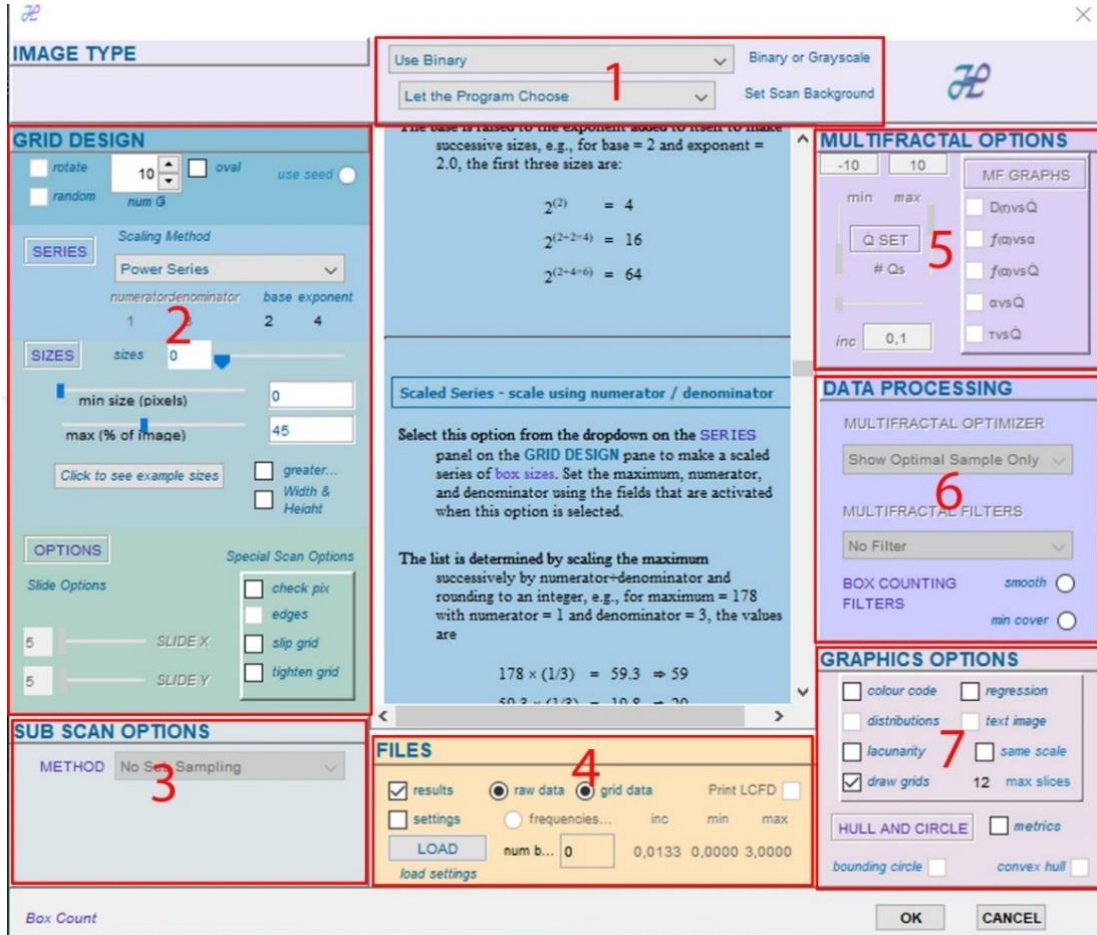 IMAGE TYPE
Use Binary
Binary or Grayscale
1
Let the Program Choose
Set Scan Background
GRID DESIGN
rotate
10
oval
use seed
random
num G
SERIES
Scaling Method
Power Series
numerator denominator base exponent
2
1
2 4
SIZES
sizes
0
min size (pixels)
0
max (% of image)
45
Click to see example sizes
greater...
Width &
Height
OPTIONS
Special Scan Options
Slide Options
check pix
edges
5 SLIDE X
slip grid
5 SLIDE Y
tighten grid
SUB SCAN OPTIONS
METHOD No Sub Sampling
3
The base is raised to the exponent added to itself to make
successive sizes, e.g., for base = 2 and exponent =
2.0, the first three sizes are:
2^(2) = 4
2^(2+2=4) = 16
2^(2+4=6) = 64
Scaled Series - scale using numerator / denominator
Select this option from the dropdown on the SERIES
panel on the GRID DESIGN pane to make a scaled
series of box sizes. Set the maximum, numerator,
and denominator using the fields that are activated
when this option is selected.
The list is determined by scaling the maximum
successively by numerator÷denominator and
rounding to an integer, e.g., for maximum = 178
with numerator = 1 and denominator = 3, the values
are
178 × (1/3) = 59.3 ⇒ 59
59.3 × (1/3) = 19.8 ⇒ 20
FILES
4
results raw data grid data Print LCFD
settings frequencies... inc min max
LOAD num b... 0 0,0133 0,0000 3,0000
load settings
MULTIFRACTAL OPTIONS
-10 10
MF GRAPHS
min max
D(Q)vsQ
Q SET
5
f(α)vsα
# Qs
f(α)vsQ
αvsQ
inc 0,1
τvsQ
DATA PROCESSING
MULTIFRACTAL OPTIMIZER
Show Optimal Sample Only
6
MULTIFRACTAL FILTERS
No Filter
BOX COUNTING
FILTERS
smooth
min cover
GRAPHICS OPTIONS
colour code regression
distributions text image
7
lacunarity same scale
draw grids 12 max slices
HULL AND CIRCLE metrics
bounding circle convex hull
Box Count
OK CANCEL